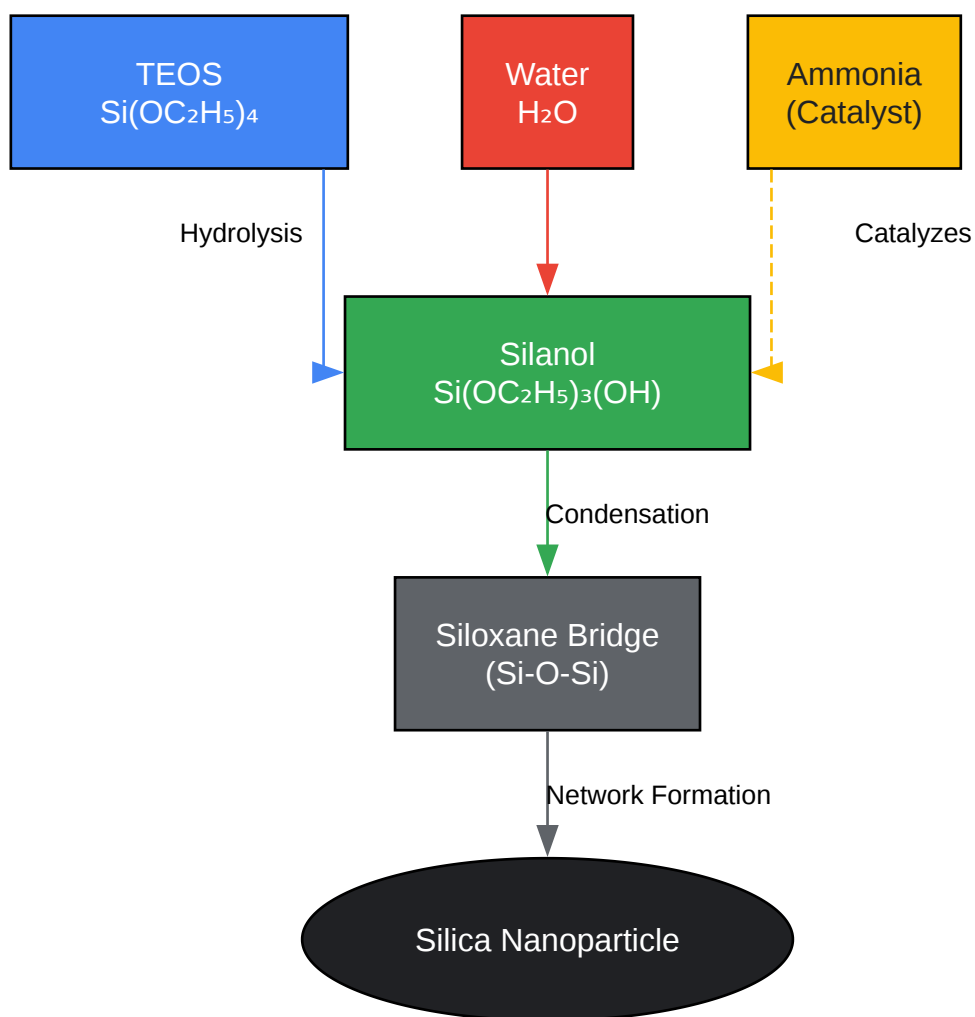 TEOS
Si(OC₂H₅)₄
Water
H₂O
Ammonia
(Catalyst)
Hydrolysis
Catalyzes
Silanol
Si(OC₂H₅)₃(OH)
Condensation
Siloxane Bridge
(Si-O-Si)
Network Formation
Silica Nanoparticle